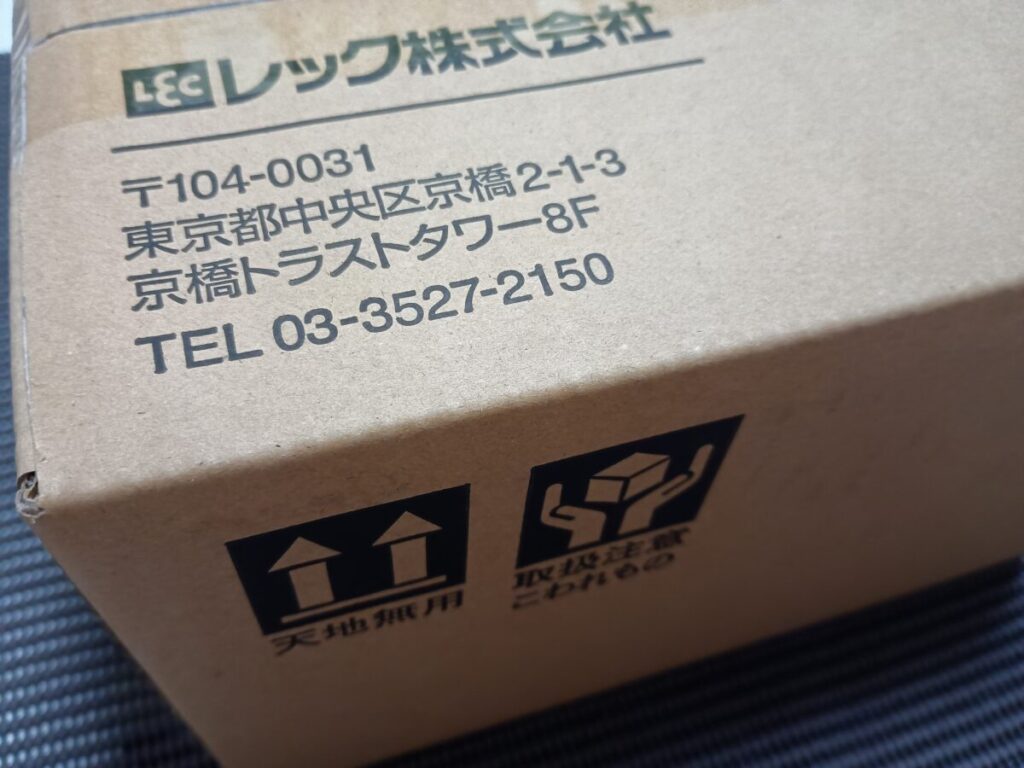 LEC レック株式会社
〒104-0031
東京都中央区京橋2-1-3
京橋トラストタワー8F
TEL 03-3527-2150
天地無用
取扱注意
こわれもの